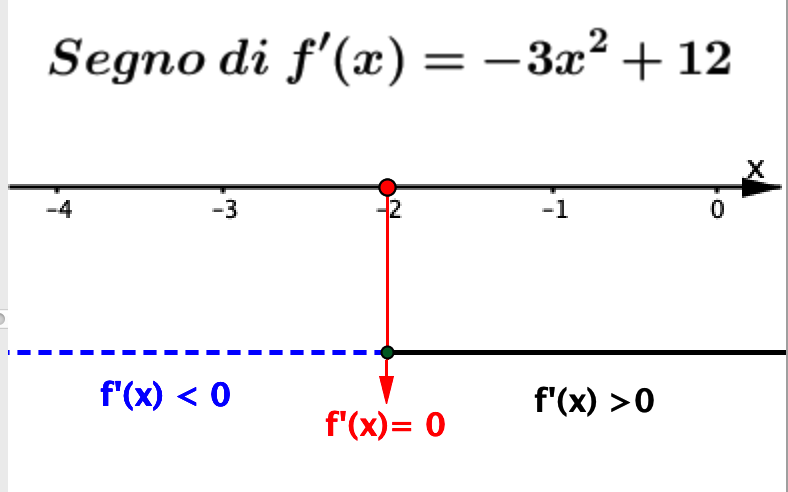 Segno di f'(x) = −3x² + 12
x
-4 -3 -2 -1 0
f'(x) < 0
f'(x) >0
f'(x)= 0